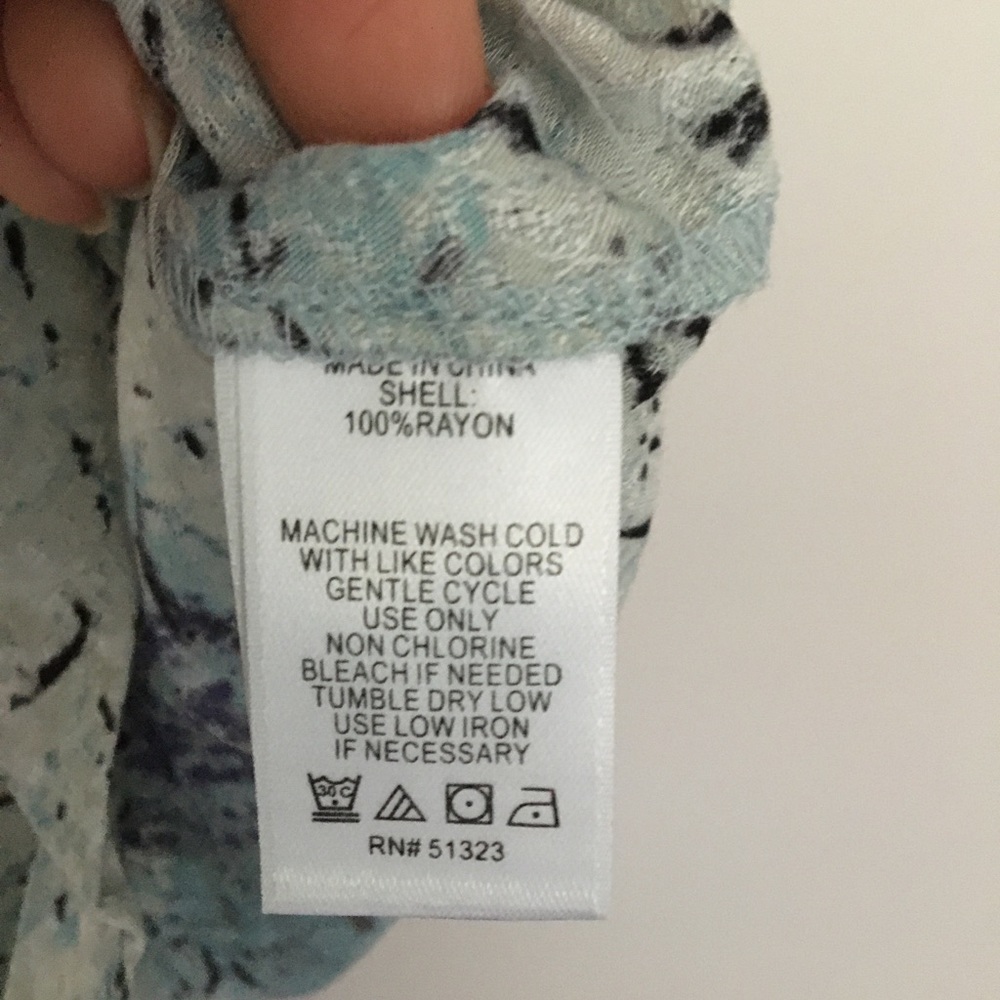 MADE IN CHINA
SHELL:
100%RAYON
MACHINE WASH COLD
WITH LIKE COLORS
GENTLE CYCLE
USE ONLY
NON CHLORINE
BLEACH IF NEEDED
TUMBLE DRY LOW
USE LOW IRON
IF NECESSARY
30C
RN# 51323